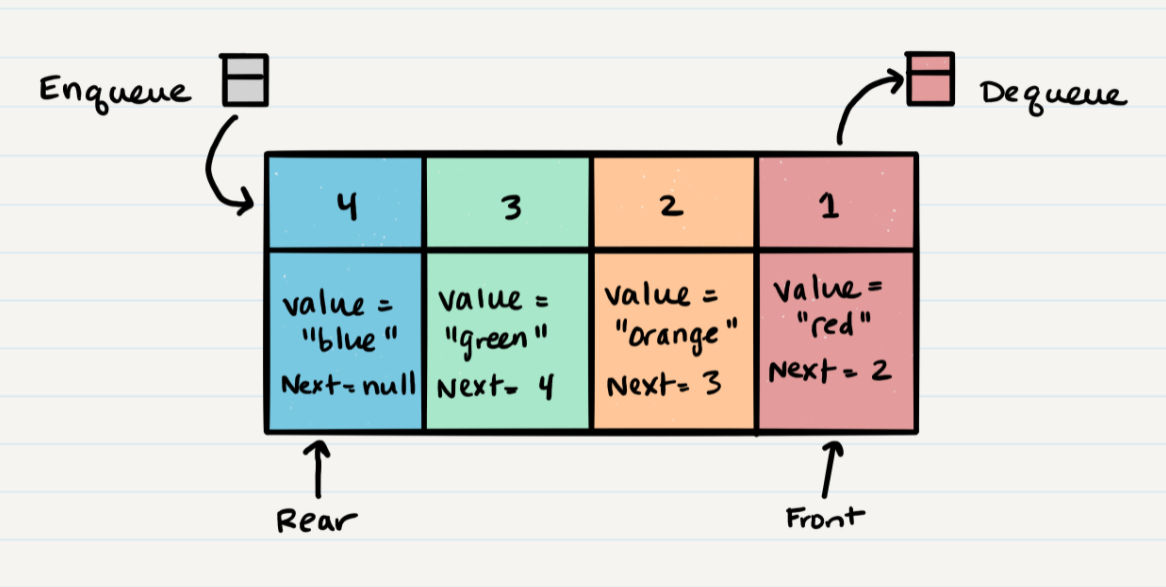 Enqueue
Dequeue
4
3
2
1
value =
"blue"
Next= null
value =
"green"
Next= 4
value =
"orange"
Next= 3
value =
"red"
Next= 2
Rear
Front